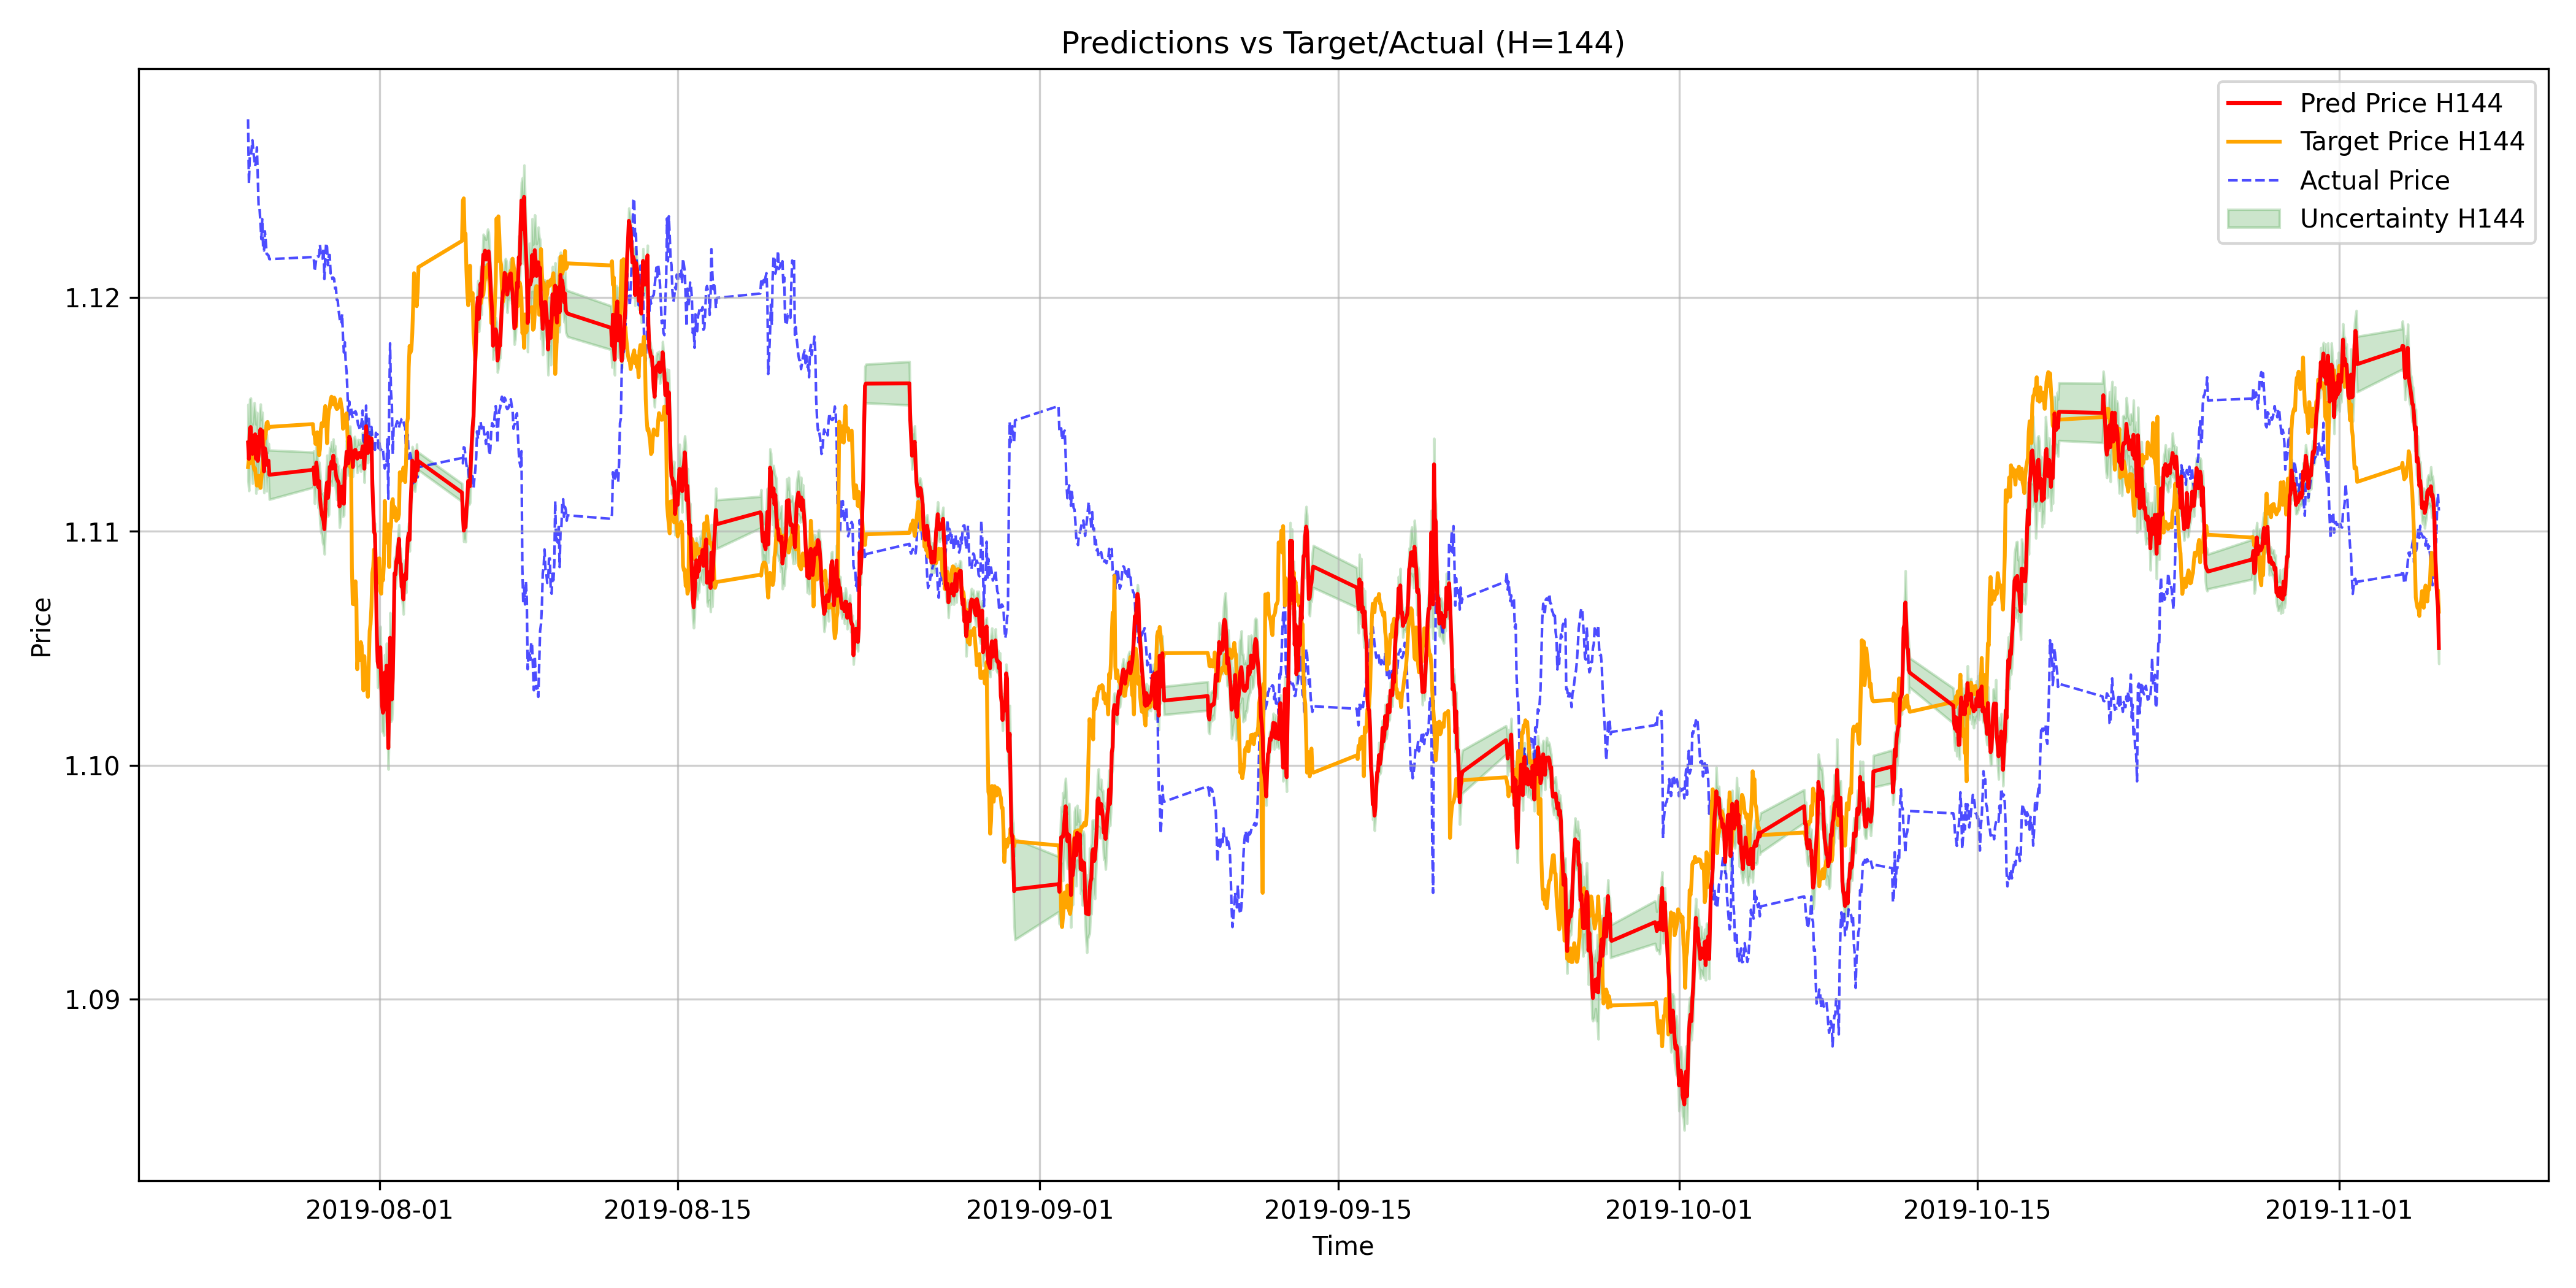 Predictions vs Target/Actual (H=144)
Pred Price H144
Target Price H144
Actual Price
Uncertainty H144
Price
1.12
1.11
1.10
1.09
2019-08-01
2019-08-15
2019-09-01
2019-09-15
2019-10-01
2019-10-15
2019-11-01
Time